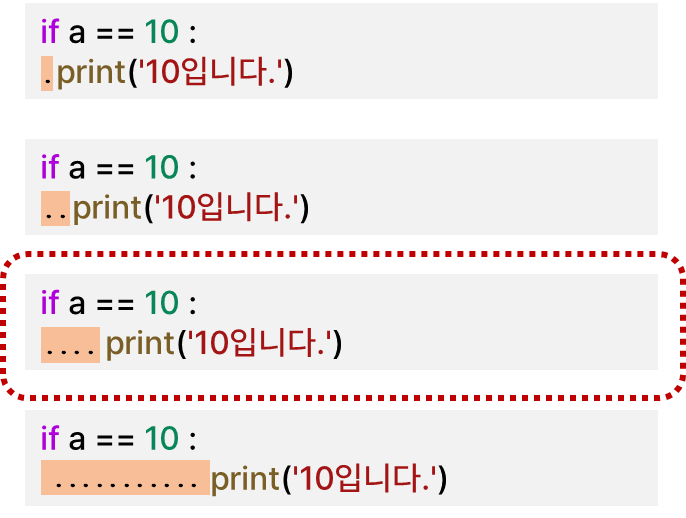 if a == 10 :
.print('10입니다.')
if a == 10 :
..print('10입니다.')
if a == 10 :
....print('10입니다.')
if a == 10 :
...........print('10입니다.')